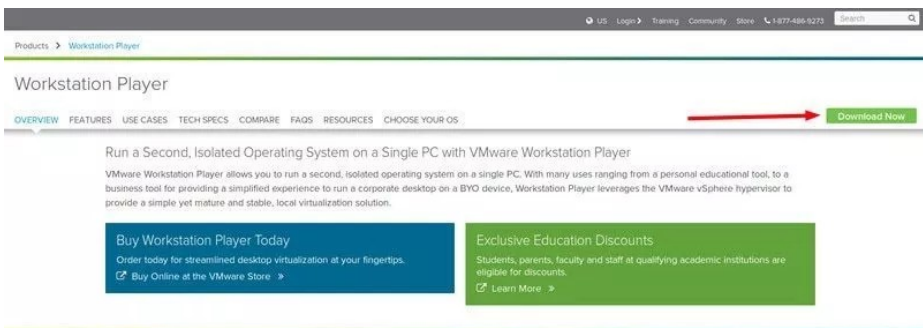 US Login > Training Community Store 1-877-486-9273 Search
Products > Workstation Player
Workstation Player
OVERVIEW FEATURES USE CASES TECH SPECS COMPARE FAQS RESOURCES CHOOSE YOUR OS
Download Now
Run a Second, Isolated Operating System on a Single PC with VMware Workstation Player
VMware Workstation Player allows you to run a second, isolated operating system on a single PC. With many uses ranging from a personal educational tool, to a
business tool for providing a simplified experience to run a corporate desktop on a BYO device, Workstation Player leverages the VMware vSphere hypervisor to
provide a simple yet mature and stable, local virtualization solution.
Buy Workstation Player Today
Order today for streamlined desktop virtualization at your fingertips.
Buy Online at the VMware Store »
Exclusive Education Discounts
Students, parents, faculty and staff at qualifying academic institutions are
eligible for discounts.
Learn More »